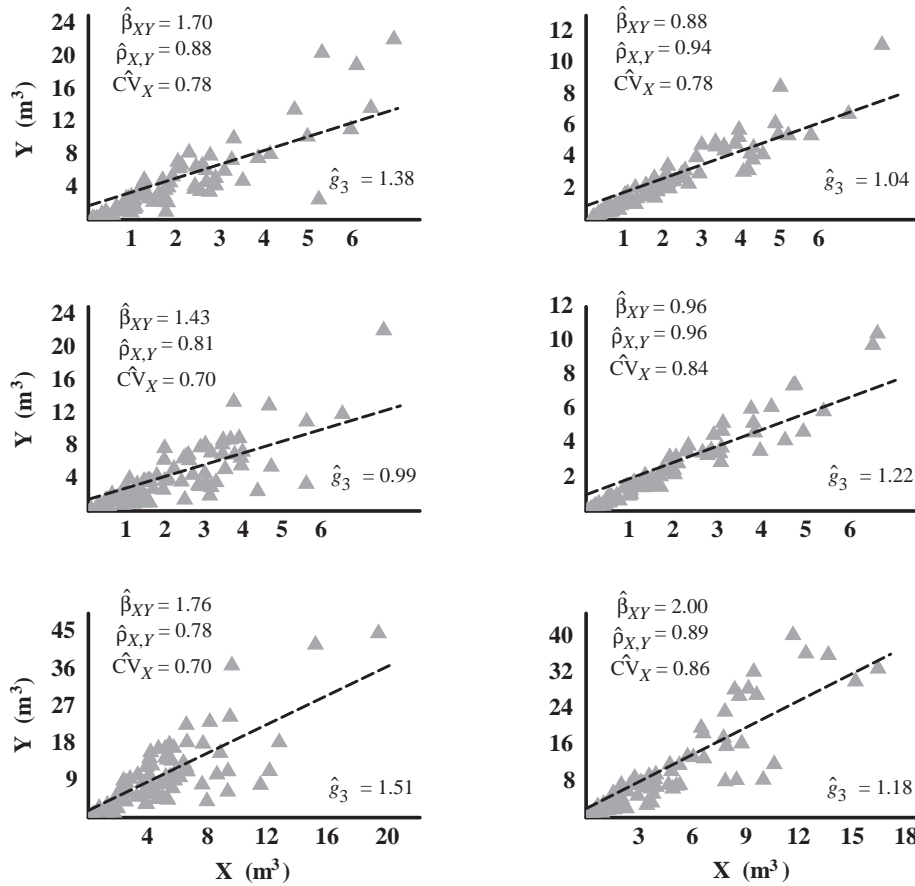 24
20
16
12
8
4
Y (m³)
β̂XY = 1.70
ρ̂X,Y = 0.88
CV̂X = 0.78
ĝ3 = 1.38
1 2 3 4 5 6
12
10
8
6
4
2
β̂XY = 0.88
ρ̂X,Y = 0.94
CV̂X = 0.78
ĝ3 = 1.04
1 2 3 4 5 6
24
20
16
12
8
4
Y (m³)
β̂XY = 1.43
ρ̂X,Y = 0.81
CV̂X = 0.70
ĝ3 = 0.99
1 2 3 4 5 6
12
10
8
6
4
2
β̂XY = 0.96
ρ̂X,Y = 0.96
CV̂X = 0.84
ĝ3 = 1.22
1 2 3 4 5 6
45
36
27
18
9
Y (m³)
β̂XY = 1.76
ρ̂X,Y = 0.78
CV̂X = 0.70
ĝ3 = 1.51
4 8 12 16 20
X (m³)
40
32
24
16
8
β̂XY = 2.00
ρ̂X,Y = 0.89
CV̂X = 0.86
ĝ3 = 1.18
3 6 9 12 15 18
X (m³)